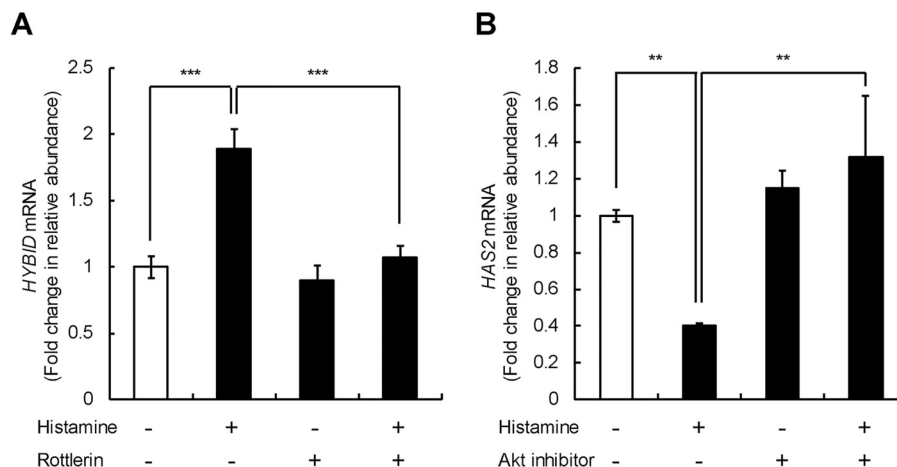 A
HYBID mRNA
(Fold change in relative abundance)
2.5
2
1.5
1
0.5
0
***
***
Histamine - + - +
Rottlerin - - + +
B
HAS2 mRNA
(Fold change in relative abundance)
1.8
1.6
1.4
1.2
1
0.8
0.6
0.4
0.2
0
**
**
Histamine - + - +
Akt inhibitor - - + +